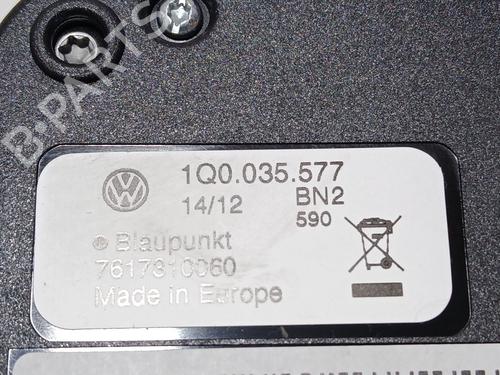 B-PARTS
1Q0.035.577
14/12 BN2
590
Blaupunkt
7617310060
Made in Europe